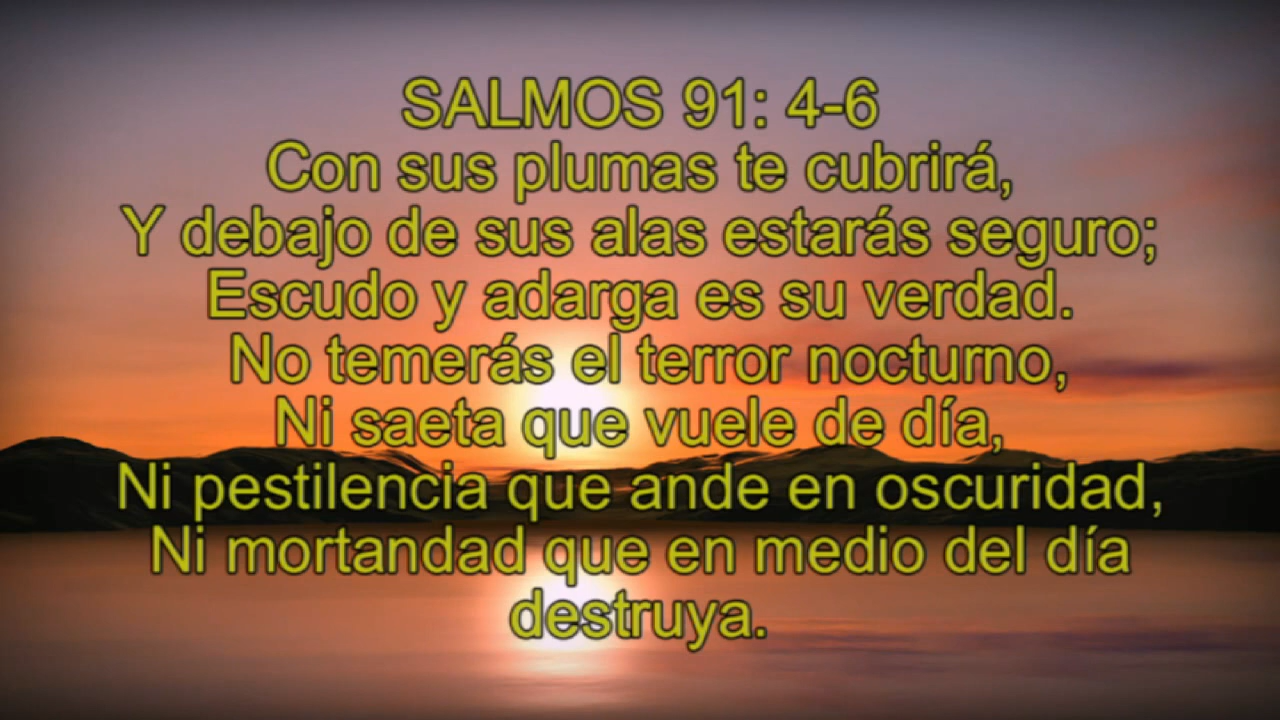 SALMOS 91: 4-6
Con sus plumas te cubrirá,
Y debajo de sus alas estarás seguro;
Escudo y adarga es su verdad.
No temerás el terror nocturno,
Ni saeta que vuele de día,
Ni pestilencia que ande en oscuridad,
Ni mortandad que en medio del día
destruya.